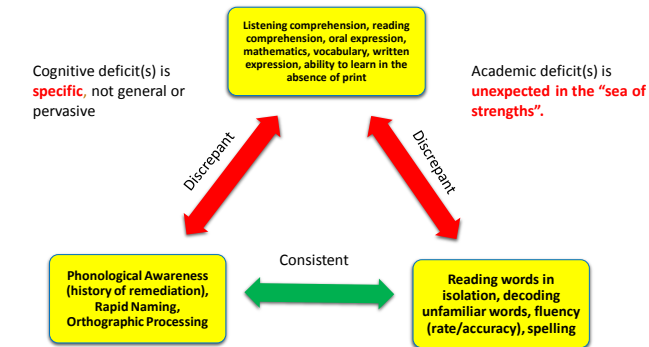 Listening comprehension, reading
comprehension, oral expression,
mathematics, vocabulary, written
expression, ability to learn in the
absence of print
Cognitive deficit(s) is
specific, not general or
pervasive
Academic deficit(s) is
unexpected in the “sea of
strengths”.
Discrepant
Discrepant
Consistent
Phonological Awareness
(history of remediation),
Rapid Naming,
Orthographic Processing
Reading words in
isolation, decoding
unfamiliar words, fluency
(rate/accuracy), spelling